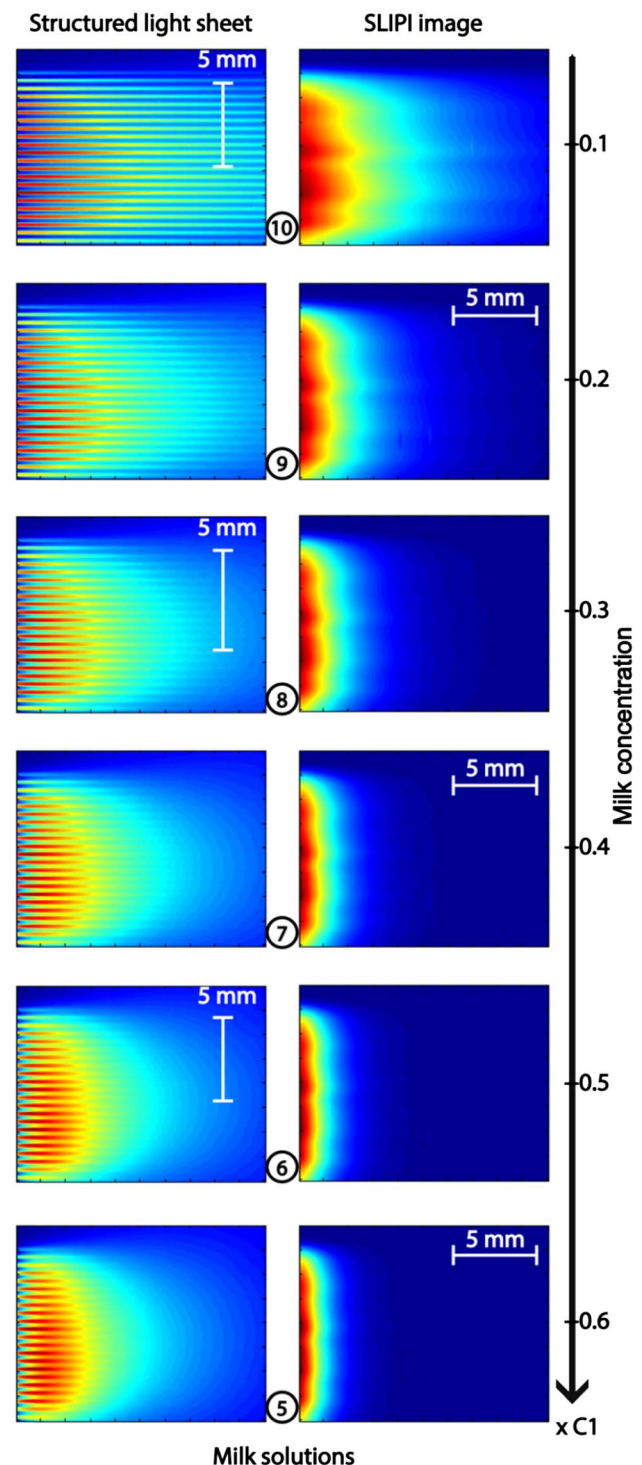 Structured light sheet
SLIPI image
5 mm
0.1
10
5 mm
0.2
9
5 mm
0.3
8
Milk concentration
5 mm
0.4
7
5 mm
0.5
6
5 mm
0.6
5
x C1
Milk solutions